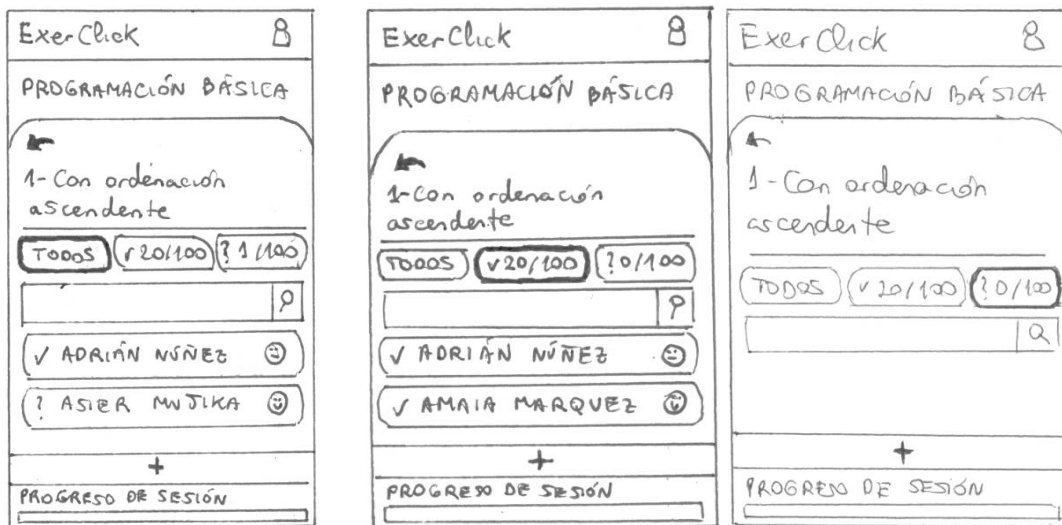 ExerClick
PROGRAMACIÓN BÁSICA
1-Con ordenación
ascendente
TODOS ✓20/100 ? 1/100
✓ ADRIÁN NÚÑEZ
? ASIER MUJIKA
+
PROGRESO DE SESIÓN
ExerClick
PROGRAMACIÓN BÁSICA
1-Con ordenación
ascendente
TODOS ✓20/100 ? 0/100
✓ ADRIÁN NÚÑEZ
✓ AMAIA MARQUEZ
+
PROGRESO DE SESIÓN
ExerClick
PROGRAMACIÓN BÁSICA
1-Con ordenación
ascendente
TODOS ✓20/100 ? 0/100
+
PROGRESO DE SESIÓN